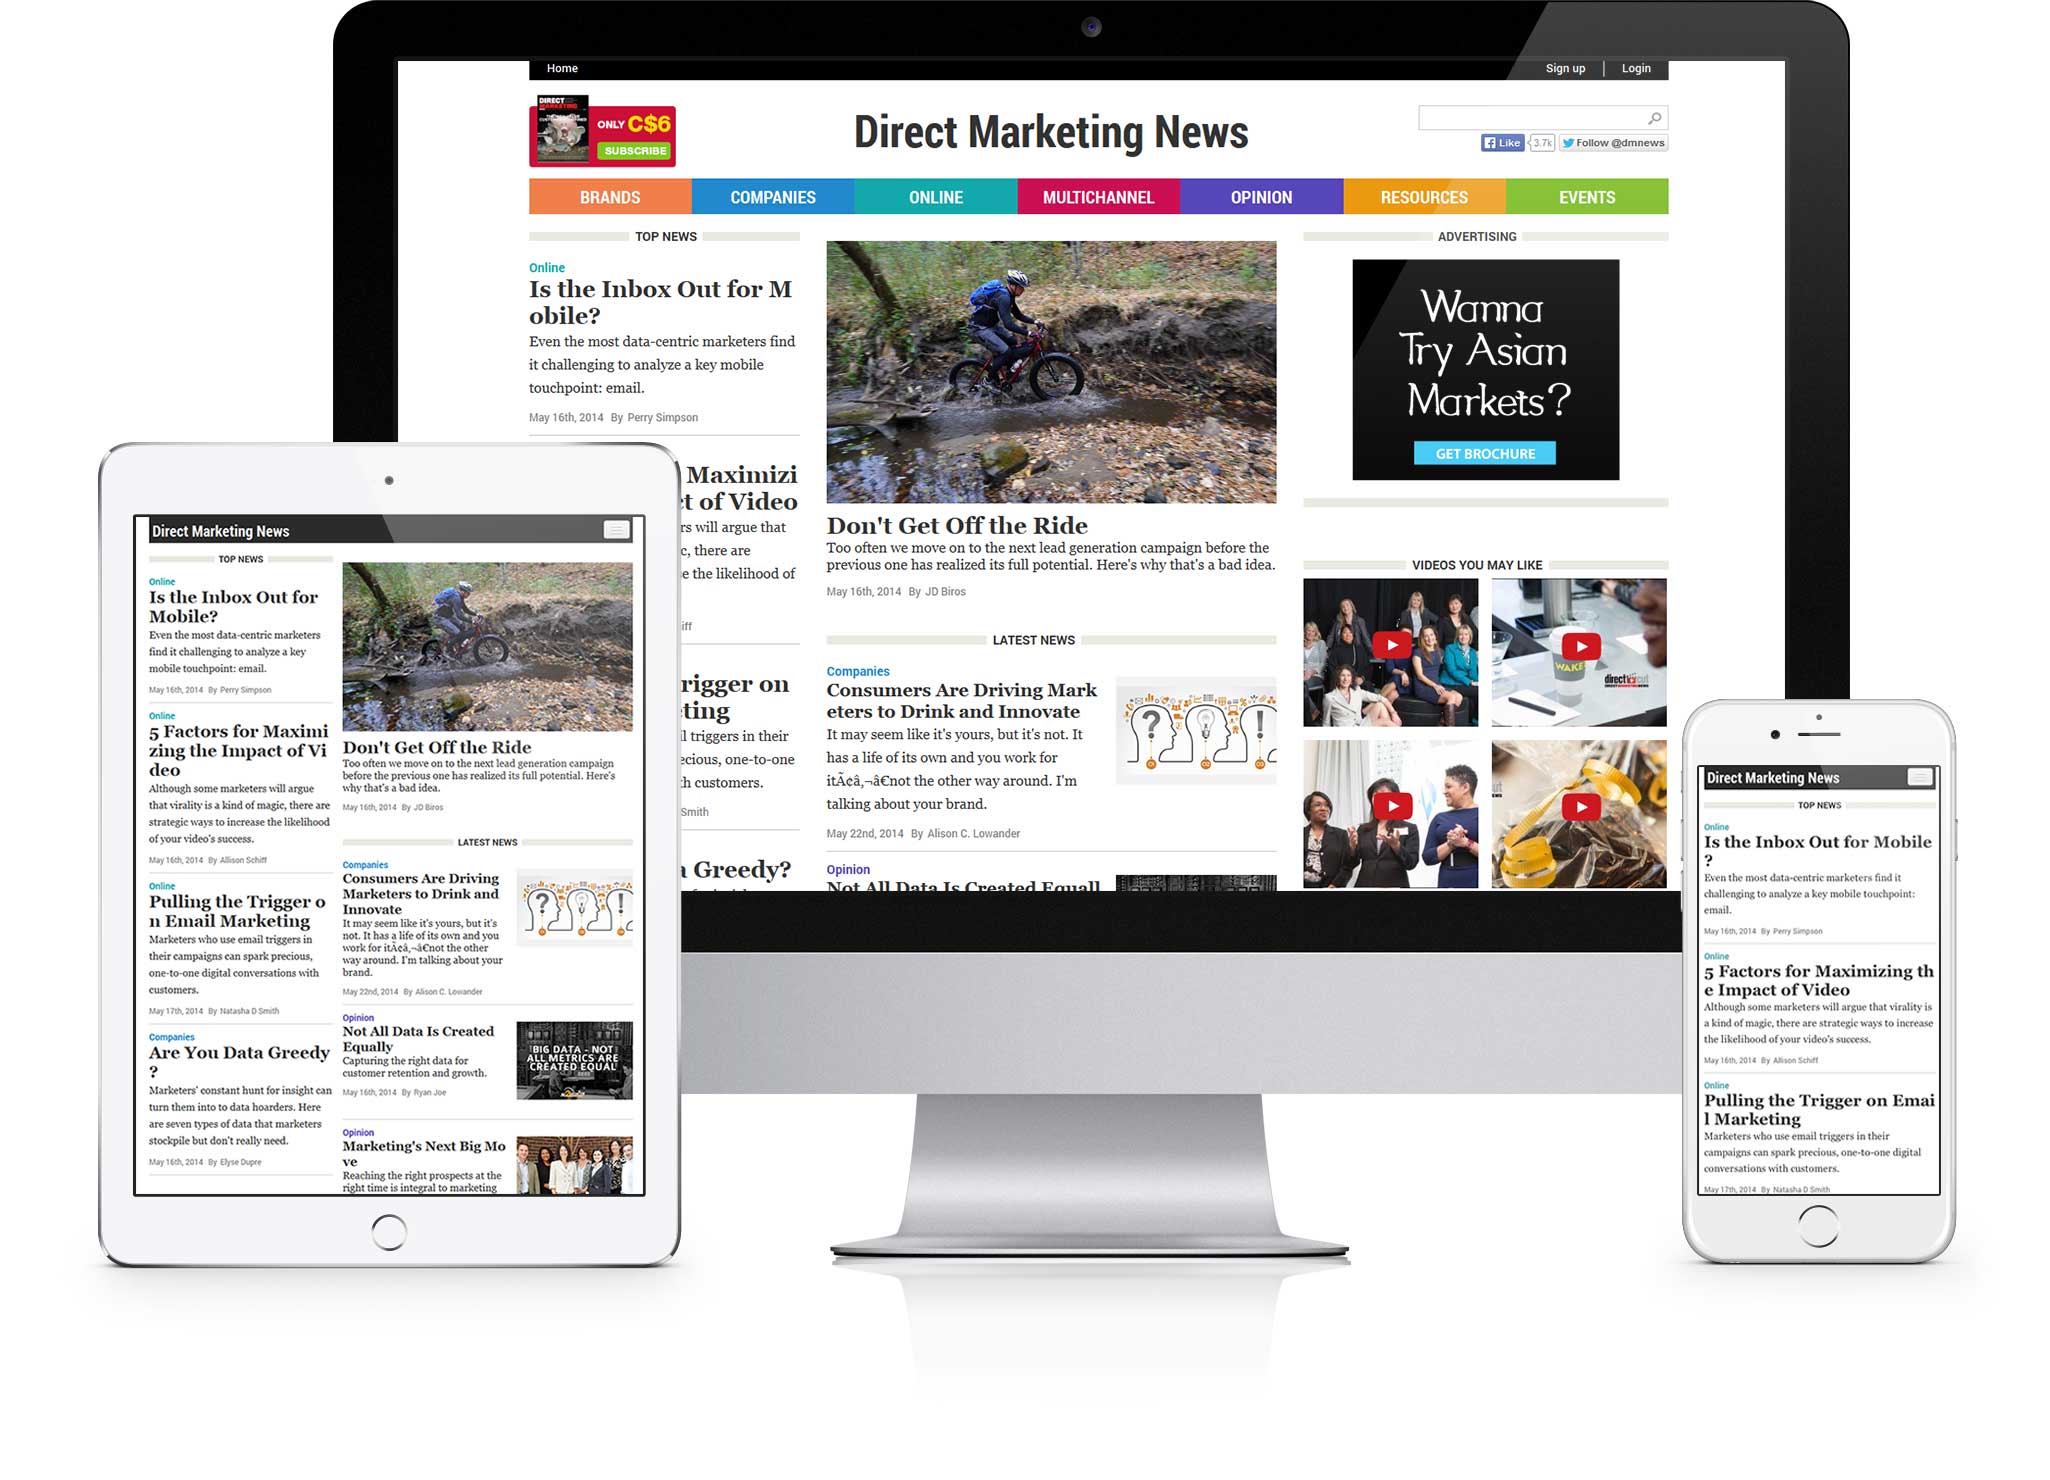 Home
Sign up
Login
DIRECT
MARKETING
ONLY C$6
SUBSCRIBE
Direct Marketing News
Like
3.7k
Follow @dmnews
BRANDS
COMPANIES
ONLINE
MULTICHANNEL
OPINION
RESOURCES
EVENTS
TOP NEWS
Online
Is the Inbox Out for M
obile?
Even the most data-centric marketers find
it challenging to analyze a key mobile
touchpoint: email.
May 16th, 2014 By Perry Simpson
Maximizi
t of Video
rs will argue that
c, there are
e the likelihood of
iff
rigger on
ting
l triggers in their
ecious, one-to-one
h customers.
Smith
a Greedy?
Don't Get Off the Ride
Too often we move on to the next lead generation campaign before the
previous one has realized its full potential. Here's why that's a bad idea.
May 16th, 2014 By JD Biros
LATEST NEWS
Companies
Consumers Are Driving Mark
eters to Drink and Innovate
It may seem like it's yours, but it's not. It
has a life of its own and you work for
itÃ¢â‚¬â€not the other way around. I'm
talking about your brand.
May 22nd, 2014 By Alison C. Lowander
Opinion
Not All Data Is Created Equall
ADVERTISING
Wanna
Try Asian
Markets?
GET BROCHURE
VIDEOS YOU MAY LIKE
WAKE
direct cut
DIRECT MARKETING NEWS
Direct Marketing News
TOP NEWS
Online
Is the Inbox Out for
Mobile?
Even the most data-centric marketers
find it challenging to analyze a key
mobile touchpoint: email.
May 16th, 2014 By Perry Simpson
Online
5 Factors for Maximi
zing the Impact of Vi
deo
Although some marketers will argue
that virality is a kind of magic, there are
strategic ways to increase the likelihood
of your video's success.
May 16th, 2014 By Allison Schiff
Online
Pulling the Trigger o
n Email Marketing
Marketers who use email triggers in
their campaigns can spark precious,
one-to-one digital conversations with
customers.
May 17th, 2014 By Natasha D Smith
Companies
Are You Data Greedy
?
Marketers' constant hunt for insight can
turn them into to data hoarders. Here
are seven types of data that marketers
stockpile but don't really need.
May 16th, 2014 By Elyse Dupre
Don't Get Off the Ride
Too often we move on to the next lead generation campaign
before the previous one has realized its full potential. Here's
why that's a bad idea.
May 16th, 2014 By JD Biros
LATEST NEWS
Companies
Consumers Are Driving
Marketers to Drink and
Innovate
It may seem like it's yours, but it's
not. It has a life of its own and you
work for itÃ¢â‚¬â€not the other
way around. I'm talking about your
brand.
May 22nd, 2014 By Alison C. Lowander
Opinion
Not All Data Is Created
Equally
Capturing the right data for
customer retention and growth.
May 16th, 2014 By Ryan Joe
BIG DATA - NOT
ALL METRICS ARE
CREATED EQUAL
Opinion
Marketing's Next Big Mo
ve
Reaching the right prospects at the
right time is integral to marketing
Direct Marketing News
TOP NEWS
Online
Is the Inbox Out for Mobile
?
Even the most data-centric marketers find it
challenging to analyze a key mobile touchpoint:
email.
May 16th, 2014 By Perry Simpson
Online
5 Factors for Maximizing th
e Impact of Video
Although some marketers will argue that virality is
a kind of magic, there are strategic ways to increase
the likelihood of your video's success.
May 16th, 2014 By Allison Schiff
Online
Pulling the Trigger on Emai
l Marketing
Marketers who use email triggers in their
campaigns can spark precious, one-to-one digital
conversations with customers.
May 17th, 2014 By Natasha D Smith